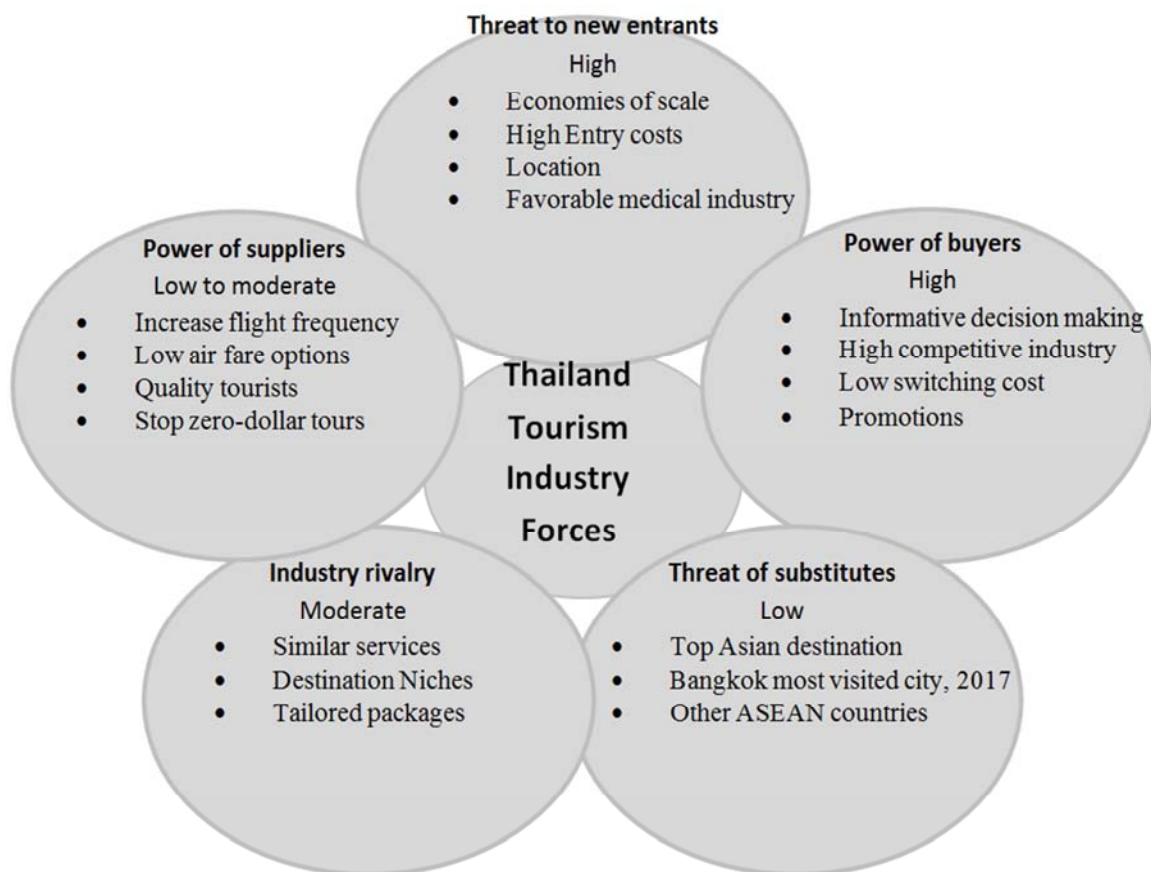 Threat to new entrants
High
• Economies of scale
• High Entry costs
• Location
• Favorable medical industry
Power of suppliers
Low to moderate
• Increase flight frequency
• Low air fare options
• Quality tourists
• Stop zero-dollar tours
Power of buyers
High
• Informative decision making
• High competitive industry
• Low switching cost
• Promotions
Thailand
Tourism
Industry
Forces
Industry rivalry
Moderate
• Similar services
• Destination Niches
• Tailored packages
Threat of substitutes
Low
• Top Asian destination
• Bangkok most visited city, 2017
• Other ASEAN countries